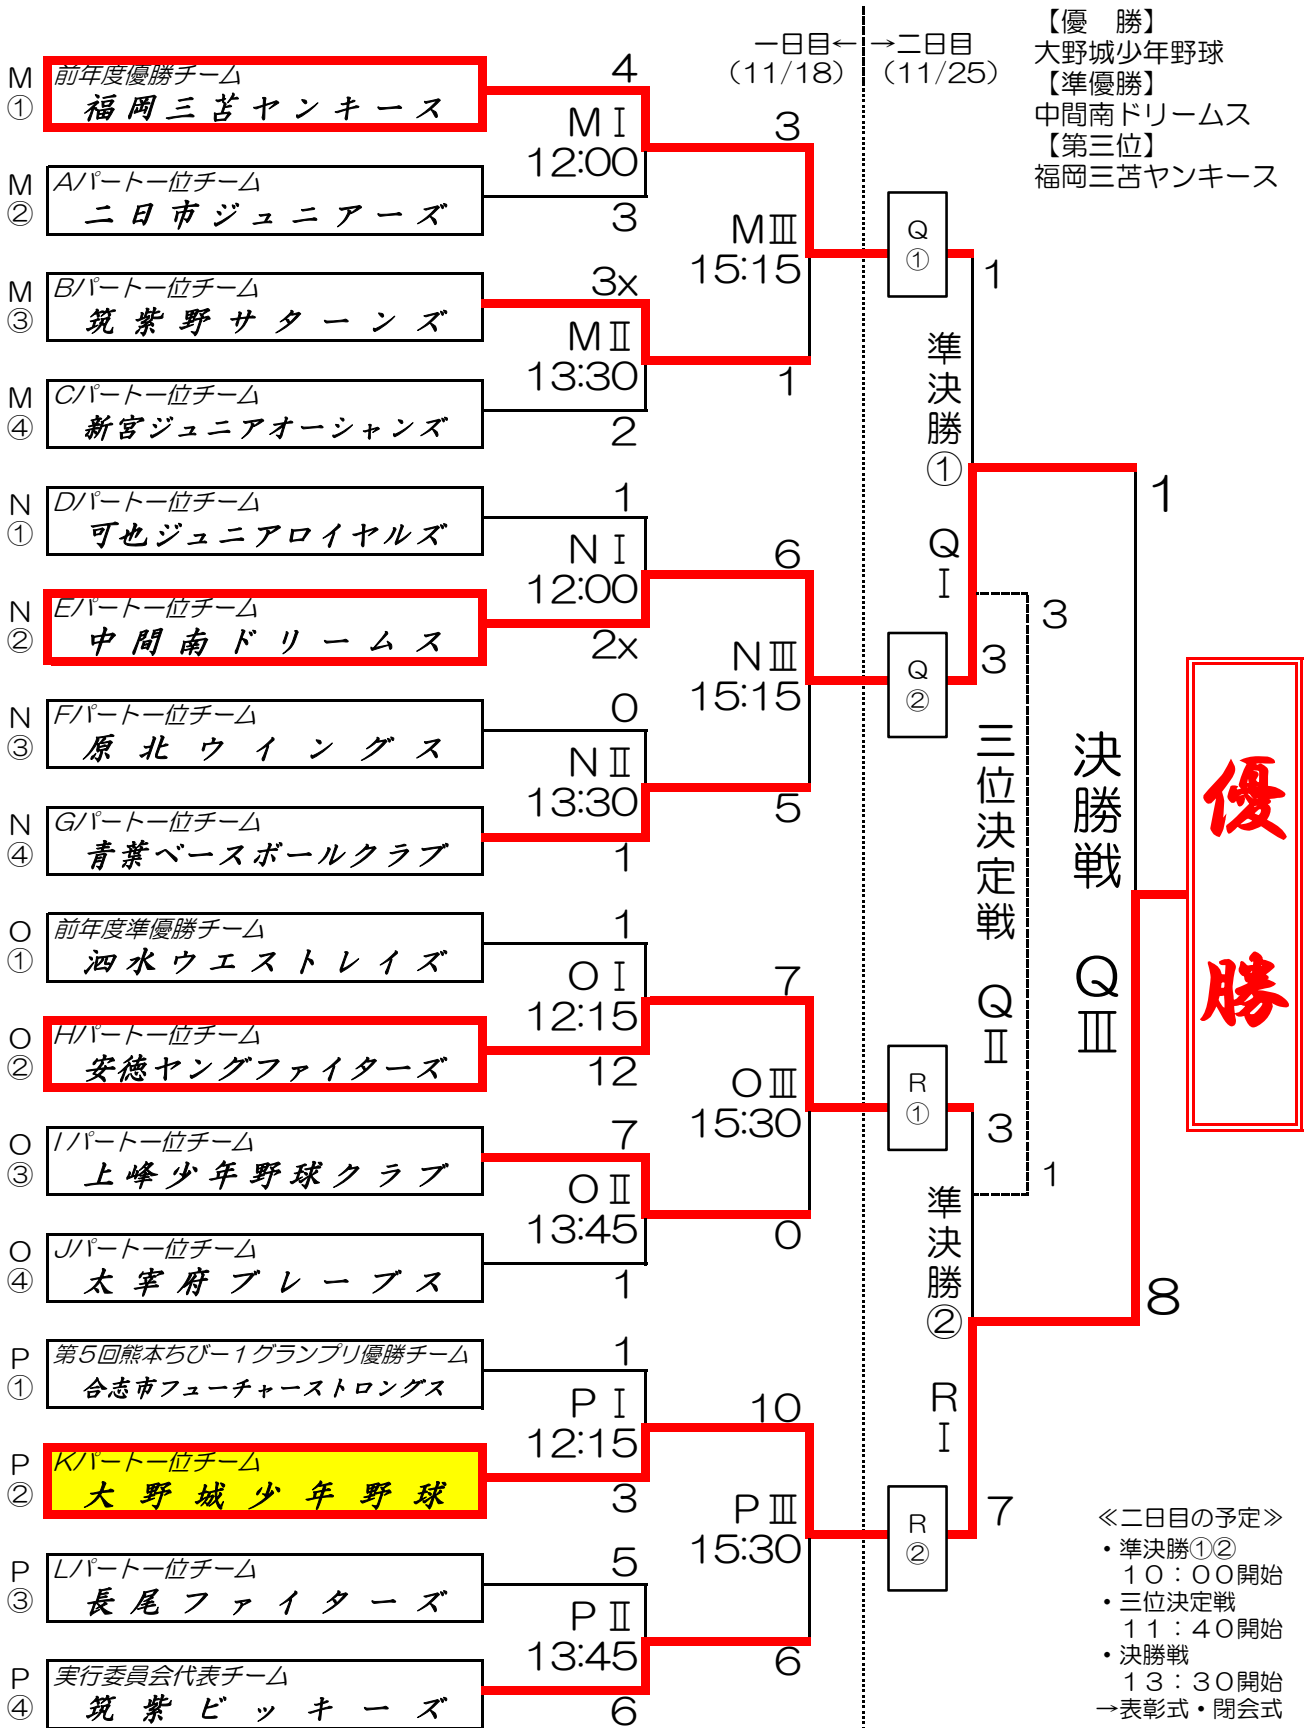 一日目←
(11/18)
→二日目
(11/25)
【優　勝】
大野城少年野球
【準優勝】
中間南ドリームス
【第三位】
福岡三苫ヤンキース
M
①
前年度優勝チーム
福岡三苫ヤンキース
4
MⅠ
12:00
M
②
Aパート一位チーム
二日市ジュニアーズ
3
3
MⅢ
15:15
M
③
Bパート一位チーム
筑紫野サターンズ
3x
MⅡ
13:30
1
M
④
Cパート一位チーム
新宮ジュニアオーシャンズ
2
Q
①
1
準決勝①
QⅠ
N
①
Dパート一位チーム
可也ジュニアロイヤルズ
1
NⅠ
12:00
6
N
②
Eパート一位チーム
中間南ドリームス
2x
NⅢ
15:15
Q
②
3
N
③
Fパート一位チーム
原北ウイングス
0
NⅡ
13:30
5
N
④
Gパート一位チーム
青葉ベースボールクラブ
1
1
3
三位決定戦
QⅡ
1
決勝戦
QⅢ
8
優勝
O
①
前年度準優勝チーム
泗水ウエストレイズ
1
OⅠ
12:15
7
O
②
Hパート一位チーム
安徳ヤングファイターズ
12
OⅢ
15:30
R
①
3
O
③
Iパート一位チーム
上峰少年野球クラブ
7
OⅡ
13:45
0
O
④
Jパート一位チーム
太宰府ブレーブス
1
準決勝②
RⅠ
P
①
第5回熊本ちびー1グランプリ優勝チーム
合志市フューチャーストロングス
1
PⅠ
12:15
10
P
②
Kパート一位チーム
大野城少年野球
3
PⅢ
15:30
R
②
7
P
③
Lパート一位チーム
長尾ファイターズ
5
PⅡ
13:45
6
P
④
実行委員会代表チーム
筑紫ビッキーズ
6
≪二日目の予定≫
・準決勝①②
１０：００開始
・三位決定戦
１１：４０開始
・決勝戦
１３：３０開始
→表彰式・閉会式